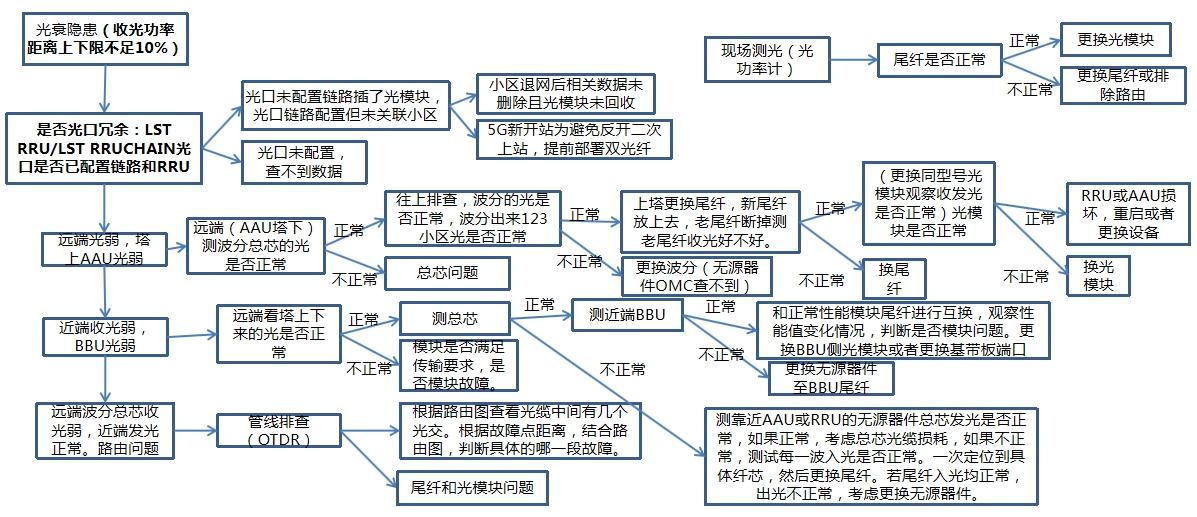 光衰隐患（收光功率
距离上下限不足10%）
现场测光（光
功率计）
尾纤是否正常
正常
更换光模块
不正常
更换尾纤或排
除路由
是否光口冗余：LST
RRU/LST RRUCHAIN光
口是否已配置链路和RRU
光口未配置链路插了光模块，
光口链路配置但未关联小区
小区退网后相关数据未
删除且光模块未回收
5G新开站为避免反开二次
上站，提前部署双光纤
光口未配置，
查不到数据
远端光弱，塔
上AAU光弱
远端（AAU塔下）
测波分总芯的光
是否正常
正常
往上排查，波分的光是
否正常，波分出来123
小区光是否正常
不正常
总芯问题
正常
上塔更换尾纤，新尾纤
放上去，老尾纤断掉测
老尾纤收光好不好。
不正常
更换波分（无源器
件OMC查不到）
正常
（更换同型号光
模块观察收发光
是否正常）光模
块是否正常
不正常
换尾
纤
正常
RRU或AAU损
坏，重启或者
更换设备
不正常
换光
模块
近端收光弱，
BBU光弱
远端看塔上下
来的光是否正
常
正常
测总芯
不正常
模块是否满足
传输要求，是
否模块故障。
正常
测近端BBU
不正常
正常
和正常性能模块尾纤进行互换，观察性
能值变化情况，判断是否模块问题。更
换BBU侧光模块或者更换基带板端口
不正常
更换无源器件
至BBU尾纤
测靠近AAU或RRU的无源器件总芯发光是否正
常，如果正常，考虑总芯光缆损耗，如果不正
常，测试每一波入光是否正常。一次定位到具
体纤芯，然后更换尾纤。若尾纤入光均正常，
出光不正常，考虑更换无源器件。
远端波分总芯收
光弱，近端发光
正常。路由问题
管线排查
（OTDR）
根据路由图查看光缆中间有几个
光交。根据故障点距离，结合路
由图，判断具体的哪一段故障。
尾纤和光模块问题